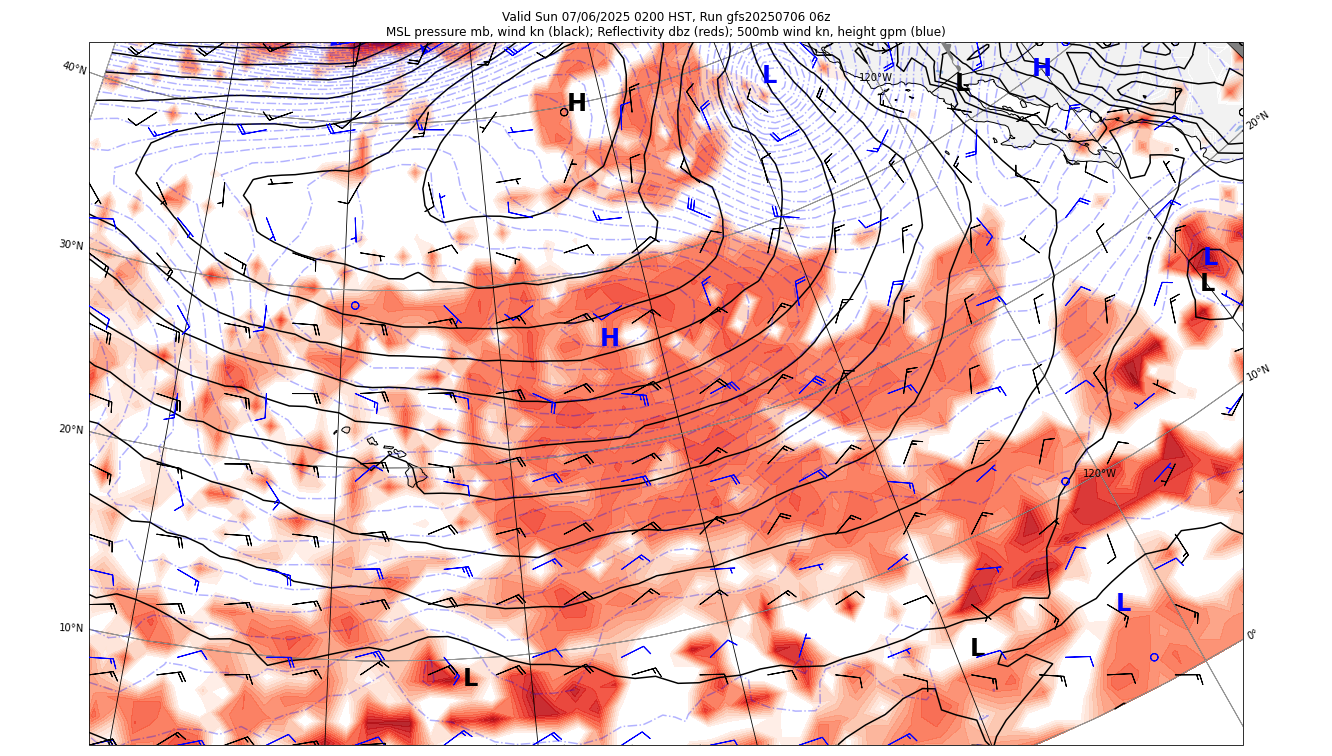 Valid Sun 07/06/2025 0200 HST, Run gfs20250706 06z
MSL pressure mb, wind kn (black); Reflectivity dbz (reds); 500mb wind kn, height gpm (blue)
40°N
L
120°W
L
H
H
20°N
30°N
L
L
H
10°N
20°N
120°W
L
10°N
0°
L
L